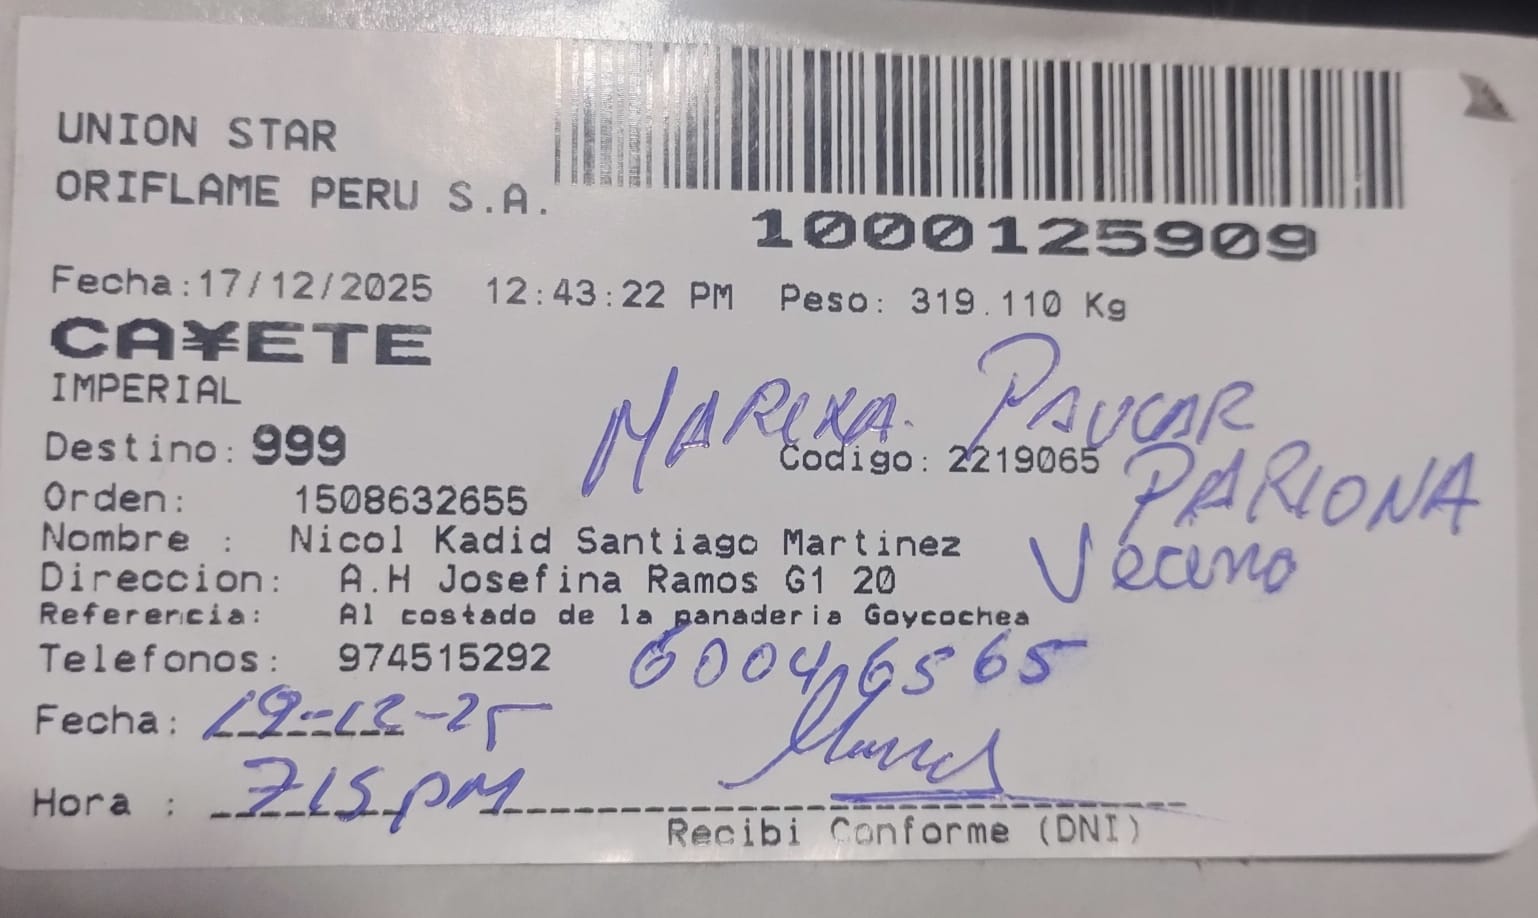 UNION STAR
ORIFLAME PERU S.A.
1000125909
Fecha:17/12/2025 12:43:22 PM Peso: 319.110 Kg
CA¥ETE
IMPERIAL
MARIXA. PAUCAR
Destino: 999
Codigo: 2219065
PARIONA
Orden: 1508632655
Nombre : Nicol Kadid Santiago Martinez
Vecino
Direccion: A.H Josefina Ramos G1 20
Referencia: Al costado de la panaderia Goycochea
Telefonos: 974515292
60046565
Fecha: 19-12-25
Hora : 715 pM
Recibi Conforme (DNI)